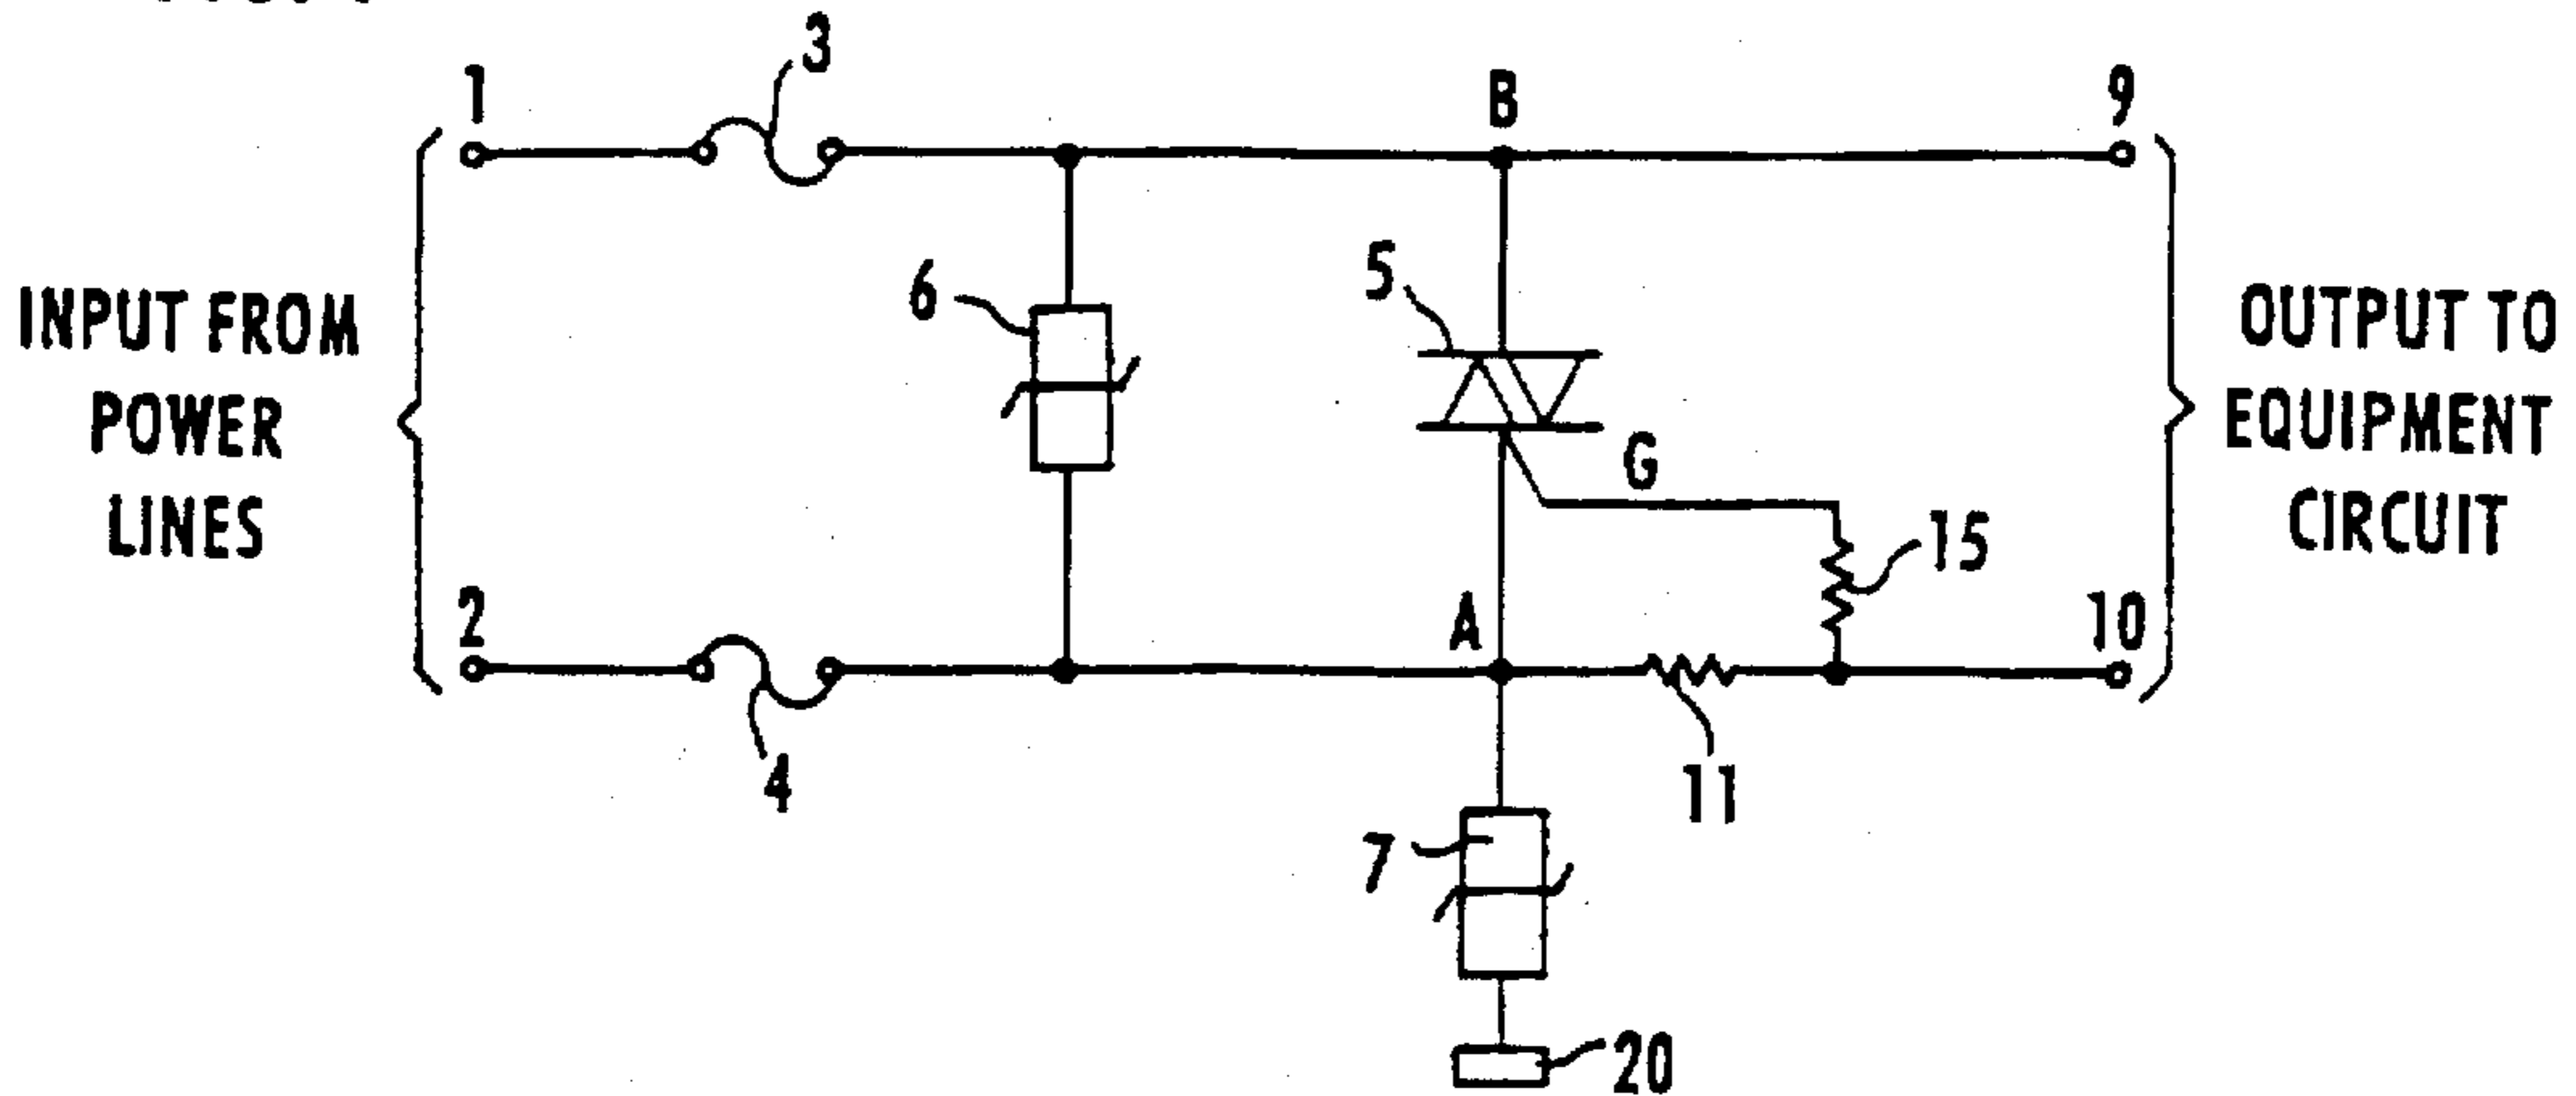 3
1
B
9
INPUT FROM
POWER
LINES
6
5
OUTPUT TO
EQUIPMENT
CIRCUIT
G
15
2
A
10
4
11
7
20